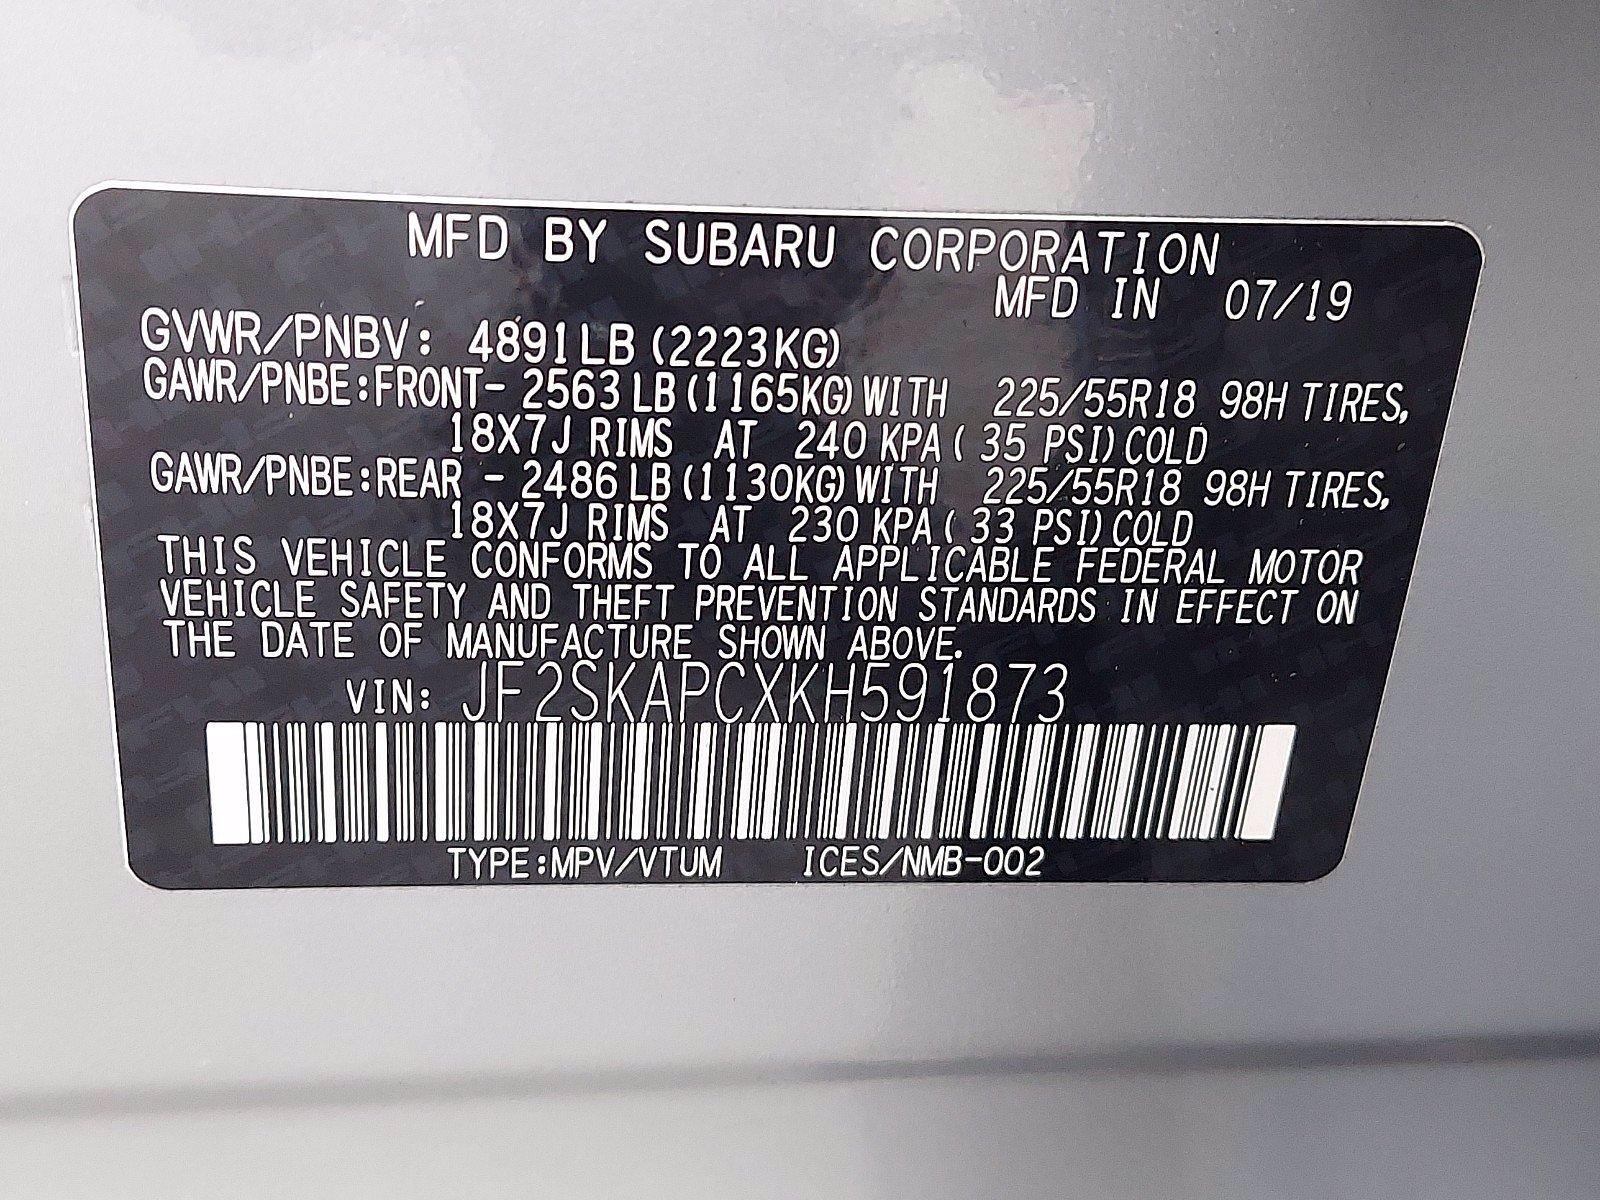 MFD BY SUBARU CORPORATION
MFD IN 07/19
GVWR/PNBV: 4891LB (2223KG)
GAWR/PNBE:FRONT- 2563 LB (1165KG) WITH 225/55R18 98H TIRES,
18X7J RIMS AT 240 KPA ( 35 PSI) COLD
GAWR/PNBE:REAR - 2486 LB (1130KG) WITH 225/55R18 98H TIRES,
18X7J RIMS AT 230 KPA ( 33 PSI) COLD
THIS VEHICLE CONFORMS TO ALL APPLICABLE FEDERAL MOTOR
VEHICLE SAFETY AND THEFT PREVENTION STANDARDS IN EFFECT ON
THE DATE OF MANUFACTURE SHOWN ABOVE.
VIN: JF2SKAPCXKH591873
TYPE:MPV/VTUM ICES/NMB-002